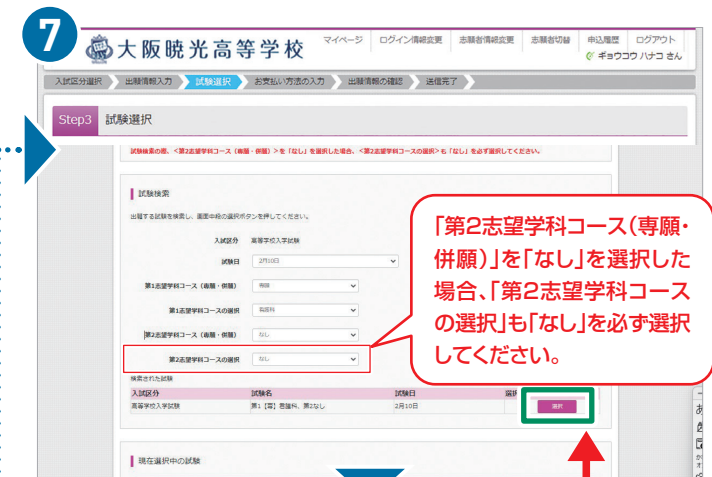 7
大阪暁光高等学校
マイページ ログイン情報変更 志願者情報変更 志願者切替 申込履歴 ログアウト
ギョウコウ ハナコ さん
入試区分選択 出願情報入力 試験選択 お支払い方法の入力 出願情報の確認 送信完了
Step3 試験選択
試験検索の際、<第2志望学科コース(専願・併願)>を「なし」を選択した場合、<第2志望学科コースの選択>も「なし」を必ず選択してください。
試験検索
出願する試験を検索し、画面中段の選択ボタンを押してください。
入試区分 高等学校入学試験
試験日 2月10日
第1志望学科コース(専願・併願) 専願
第1志望学科コースの選択 看護科
第2志望学科コース(専願・併願) なし
第2志望学科コースの選択 なし
「第2志望学科コース(専願・
併願)」を「なし」を選択した
場合、「第2志望学科コース
の選択」も「なし」を必ず選択
してください。
検索された試験
入試区分 試験名 試験日 選択
高等学校入学試験 第1【専】看護科、第2なし 2月10日 選択
現在選択中の試験